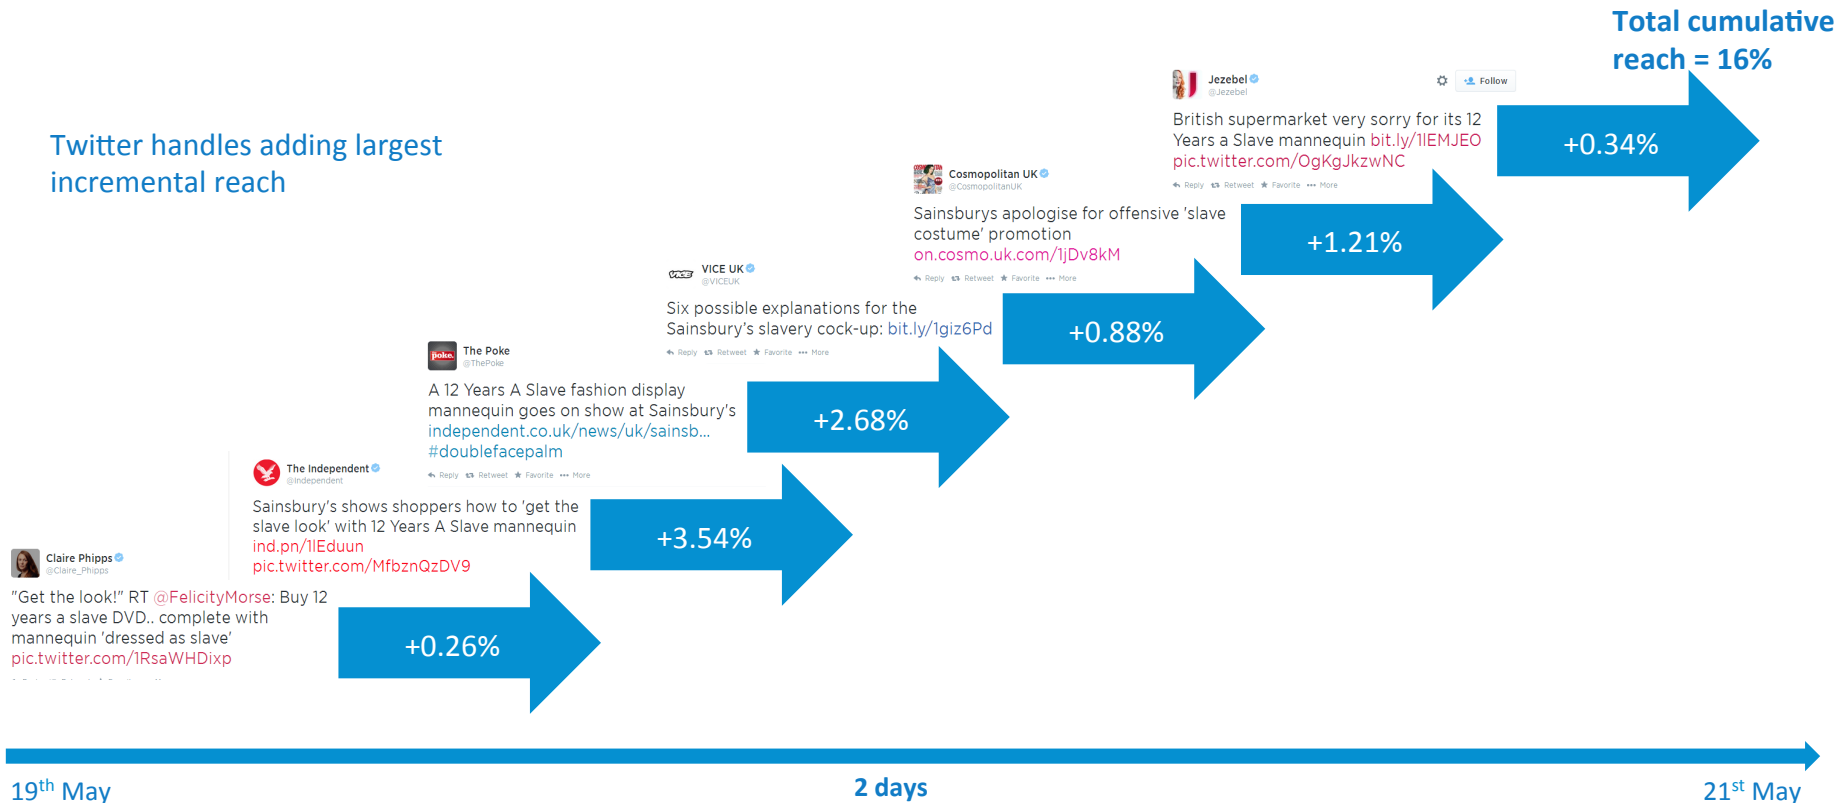 Total cumulative
reach = 16%
Twitter handles adding largest
incremental reach
Jezebel
@Jezebel
Follow
British supermarket very sorry for its 12
Years a Slave mannequin bit.ly/1lEMJEO
pic.twitter.com/OgKgJkzwNC
Reply Retweet Favorite More
+0.34%
Cosmopolitan UK
@CosmopolitanUK
Sainsburys apologise for offensive 'slave
costume' promotion
on.cosmo.uk.com/1jDv8kM
Reply Retweet Favorite More
+1.21%
VICE
VICE UK
@VICEUK
Six possible explanations for the
Sainsbury's slavery cock-up: bit.ly/1giz6Pd
Reply Retweet Favorite More
+0.88%
poke.
The Poke
@ThePoke
A 12 Years A Slave fashion display
mannequin goes on show at Sainsbury's
independent.co.uk/news/uk/sainsb...
#doublefacepalm
Reply Retweet Favorite More
+2.68%
The Independent
@Independent
Sainsbury's shows shoppers how to 'get the
slave look' with 12 Years A Slave mannequin
ind.pn/1lEduun
pic.twitter.com/MfbznQzDV9
+3.54%
Claire Phipps
@Claire_Phipps
"Get the look!" RT @FelicityMorse: Buy 12
years a slave DVD.. complete with
mannequin 'dressed as slave'
pic.twitter.com/1RsaWHDixp
+0.26%
19th May
2 days
21st May